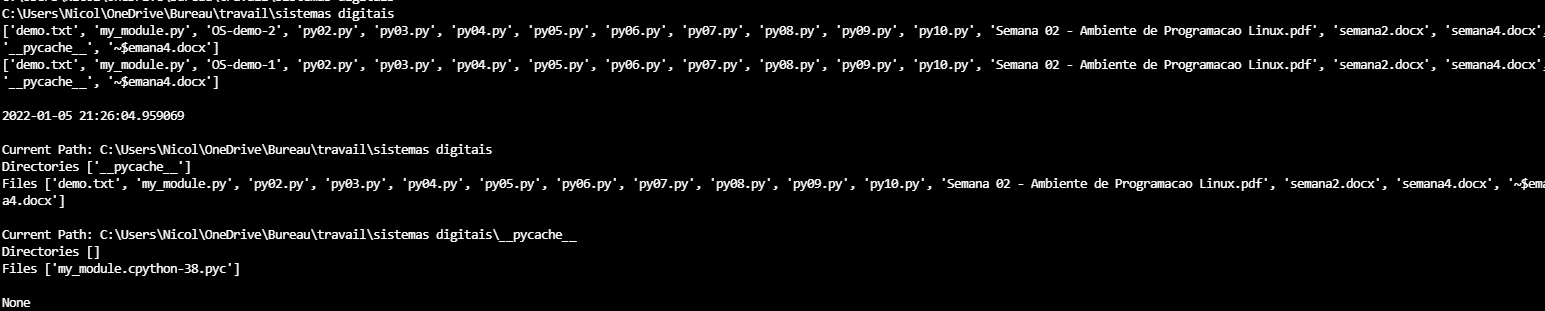 C:\Users\Nicol\OneDrive\Bureau\travail\sistemas digitais
['demo.txt', 'my_module.py', 'OS-demo-2', 'py02.py', 'py03.py', 'py04.py', 'py05.py', 'py06.py', 'py07.py', 'py08.py', 'py09.py', 'py10.py', 'Semana 02 - Ambiente de Programacao Linux.pdf', 'semana2.docx', 'semana4.docx',
'__pycache__', '~$emana4.docx']
['demo.txt', 'my_module.py', 'OS-demo-1', 'py02.py', 'py03.py', 'py04.py', 'py05.py', 'py06.py', 'py07.py', 'py08.py', 'py09.py', 'py10.py', 'Semana 02 - Ambiente de Programacao Linux.pdf', 'semana2.docx', 'semana4.docx',
'__pycache__', '~$emana4.docx']
2022-01-05 21:26:04.959069
Current Path: C:\Users\Nicol\OneDrive\Bureau\travail\sistemas digitais
Directories ['__pycache__']
Files ['demo.txt', 'my_module.py', 'py02.py', 'py03.py', 'py04.py', 'py05.py', 'py06.py', 'py07.py', 'py08.py', 'py09.py', 'py10.py', 'Semana 02 - Ambiente de Programacao Linux.pdf', 'semana2.docx', 'semana4.docx', '~$em
a4.docx']
Current Path: C:\Users\Nicol\OneDrive\Bureau\travail\sistemas digitais\__pycache__
Directories []
Files ['my_module.cpython-38.pyc']
None